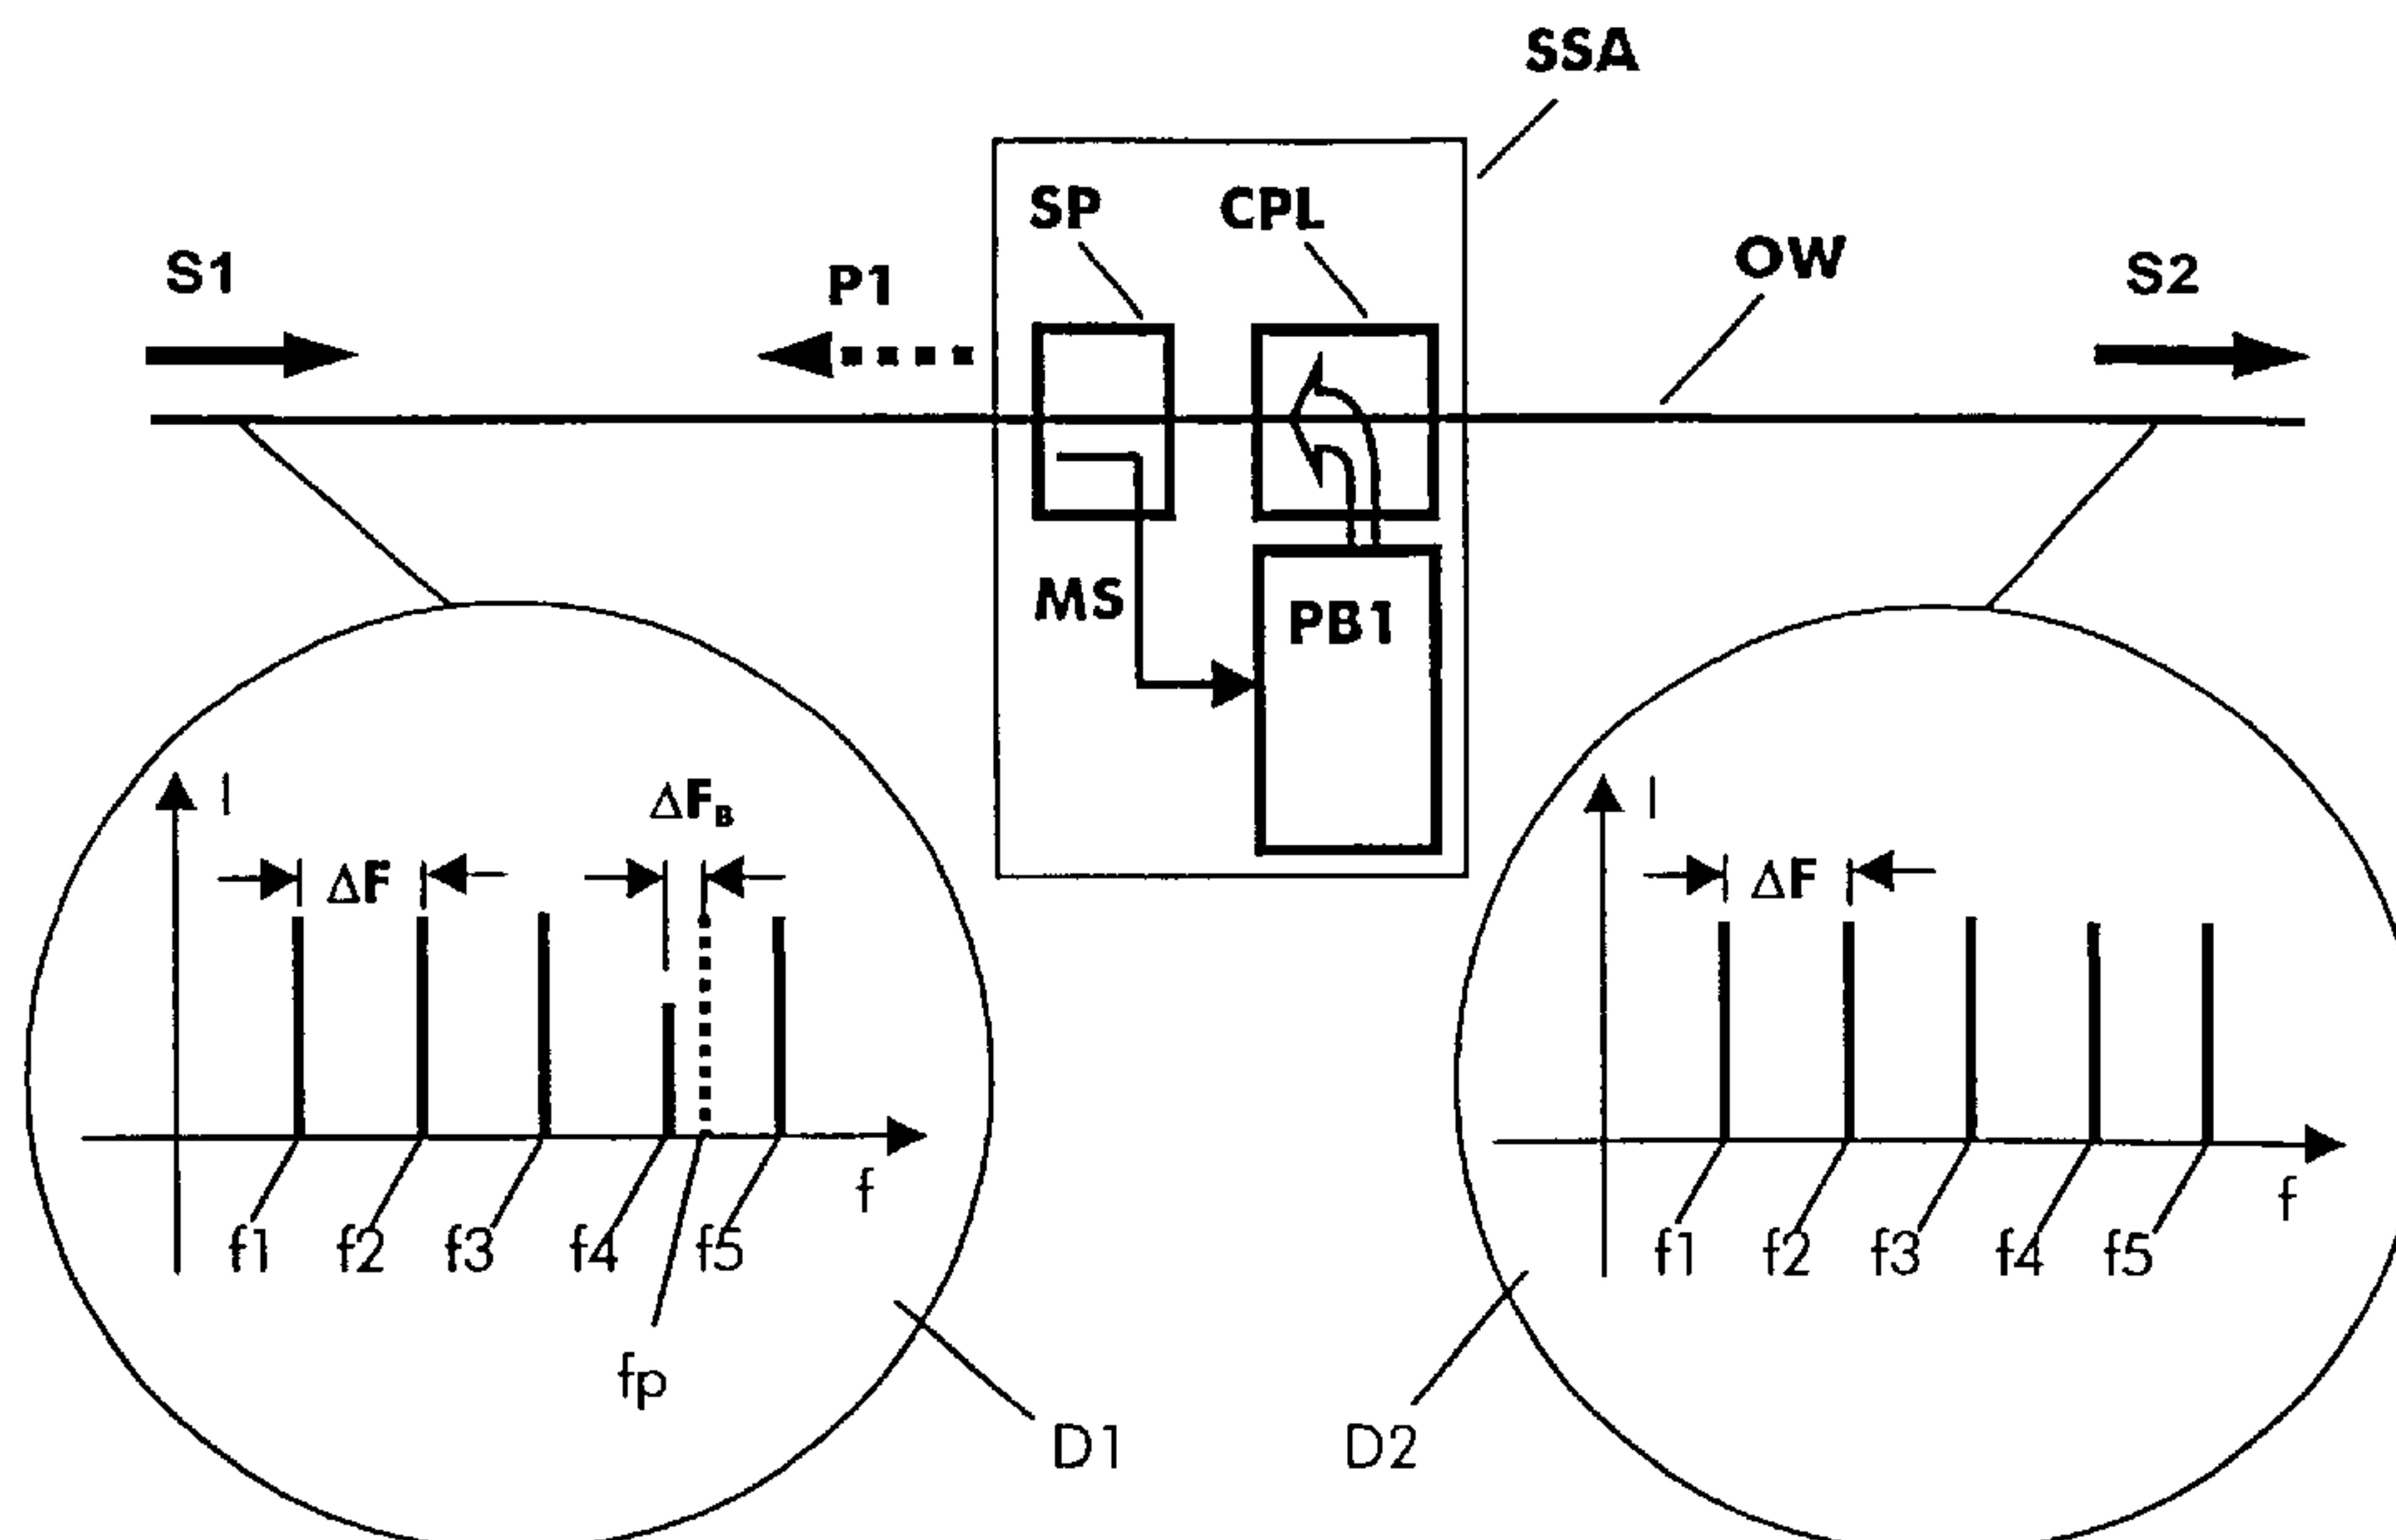 SSA
SP CPL
S1 P1 OW S2
MS PB1
I ΔF ΔF_B
I ΔF
f
f1 f2 f3 f4 f5
fp
f
f1 f2 f3 f4 f5
D1 D2